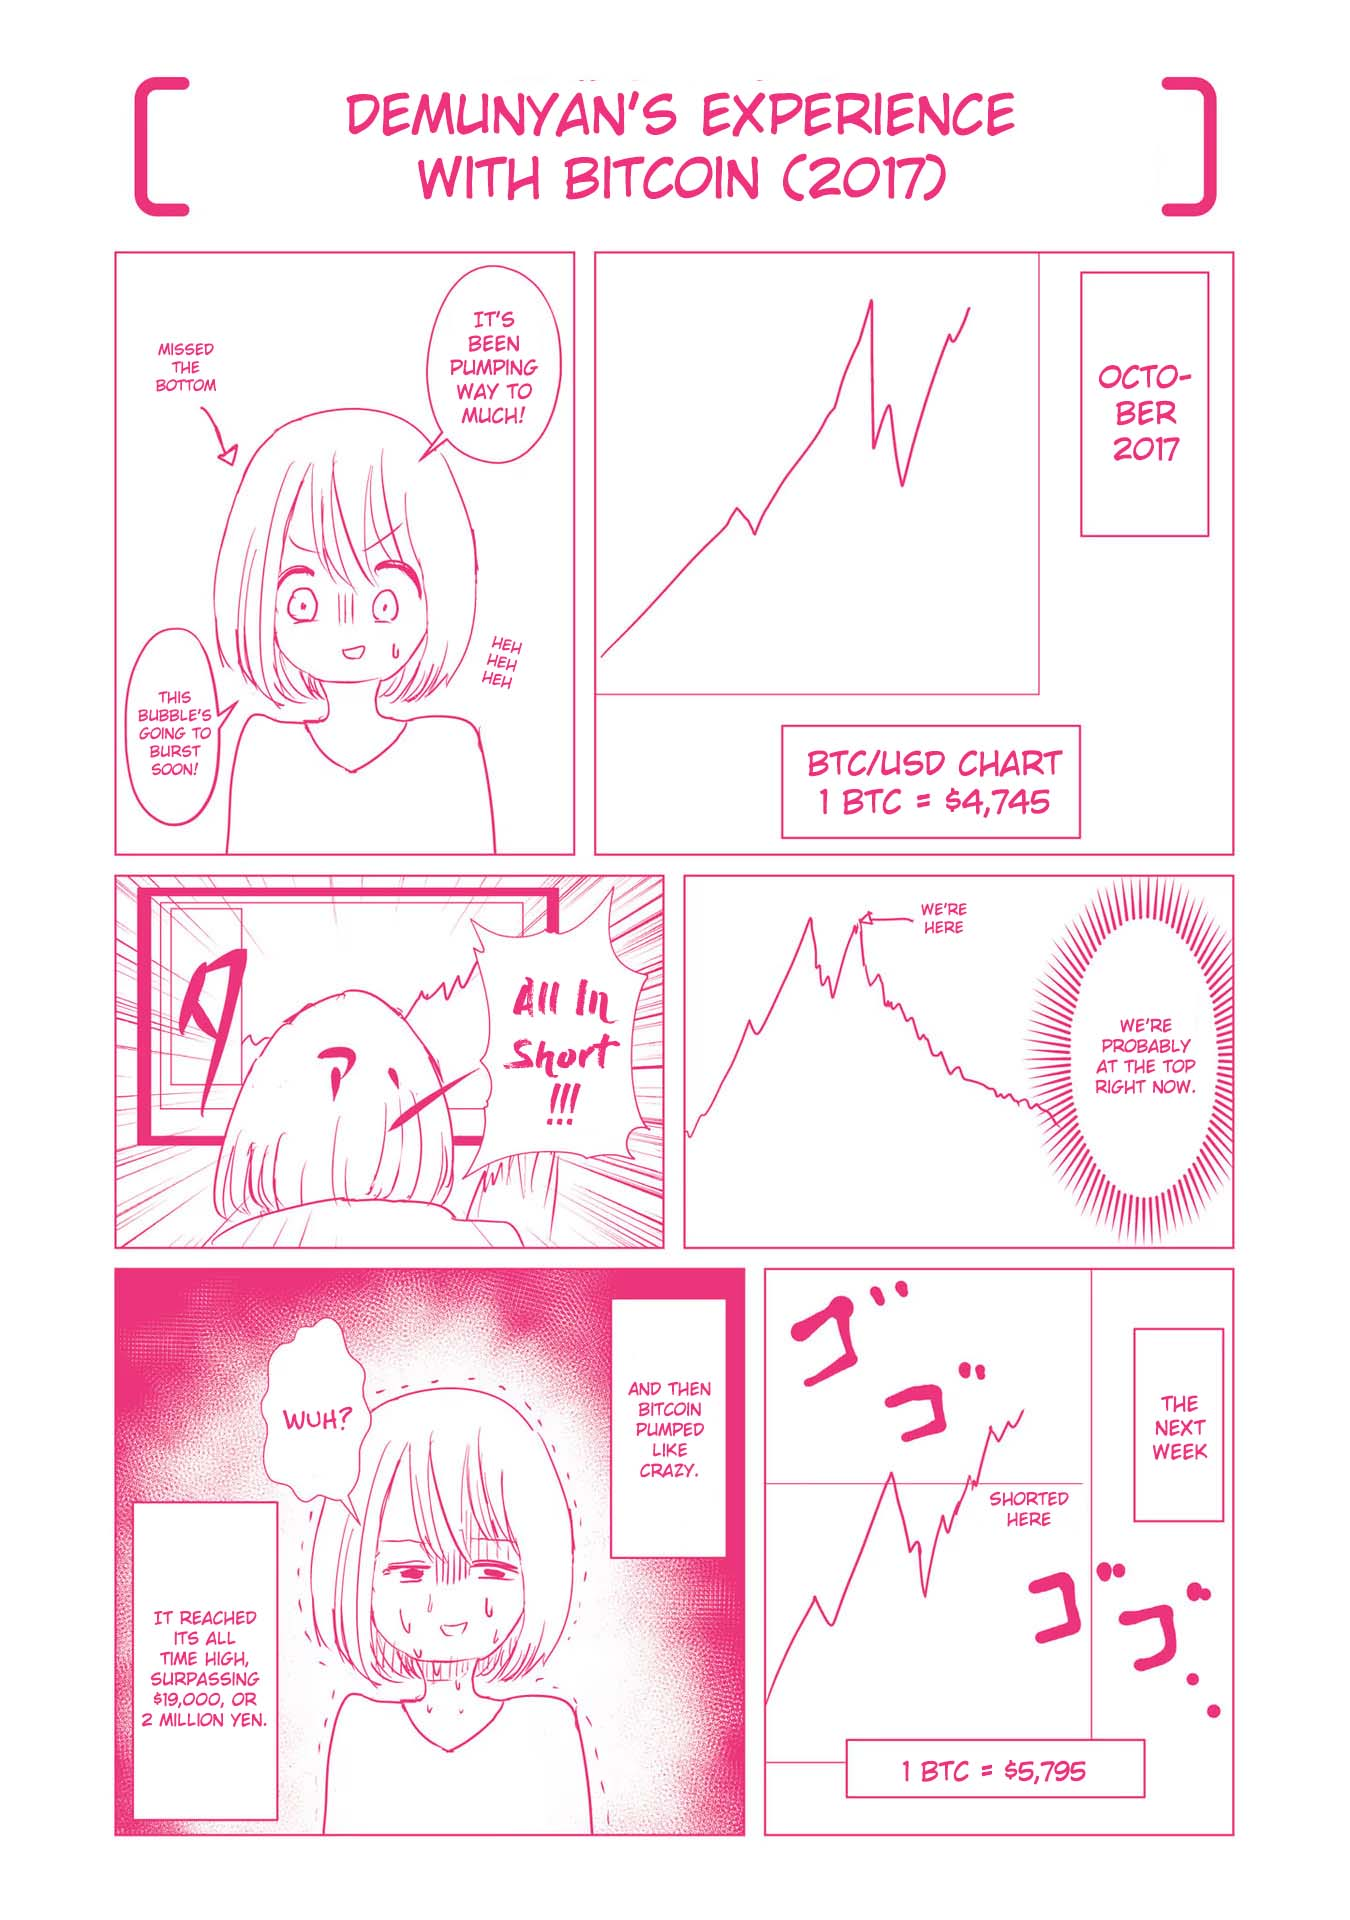 DEMUNYAN'S EXPERIENCE
WITH BITCOIN (2017)
OCTO-
BER
2017
BTC/USD CHART
1 BTC = $4,745
IT'S
BEEN
PUMPING
WAY TO
MUCH!
MISSED
THE
BOTTOM
HEH
HEH
HEH
THIS
BUBBLE'S
GOING TO
BURST
SOON!
WE'RE
HERE
WE'RE
PROBABLY
AT THE TOP
RIGHT NOW.
All In
Short
!!!
タァン
THE
NEXT
WEEK
ゴゴ
SHORTED
HERE
ゴゴ..
1 BTC = $5,795
AND THEN
BITCOIN
PUMPED
LIKE
CRAZY.
WUH?
IT REACHED
ITS ALL
TIME HIGH,
SURPASSING
$19,000, OR
2 MILLION YEN.